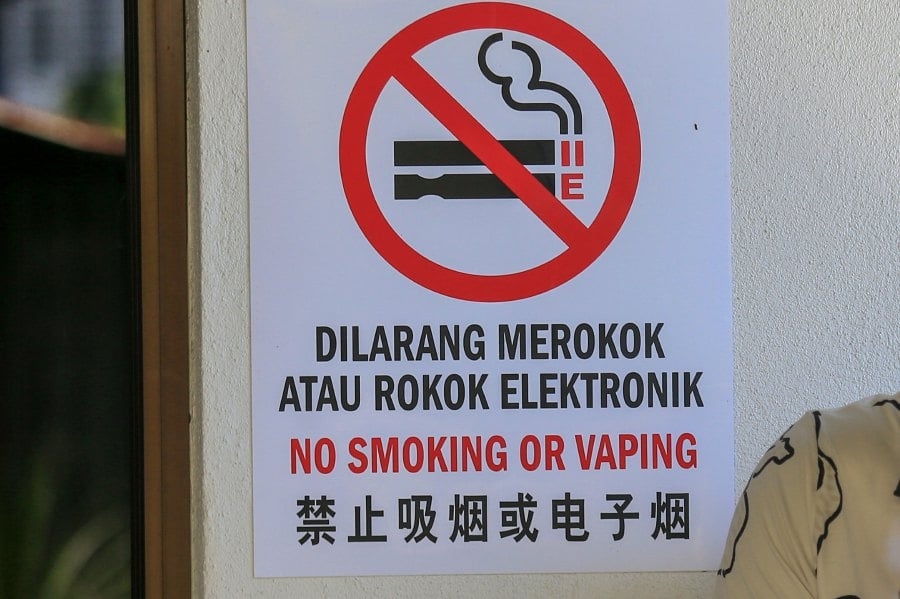 E
DILARANG MEROKOK
ATAU ROKOK ELEKTRONIK
NO SMOKING OR VAPING
禁止吸烟或电子烟